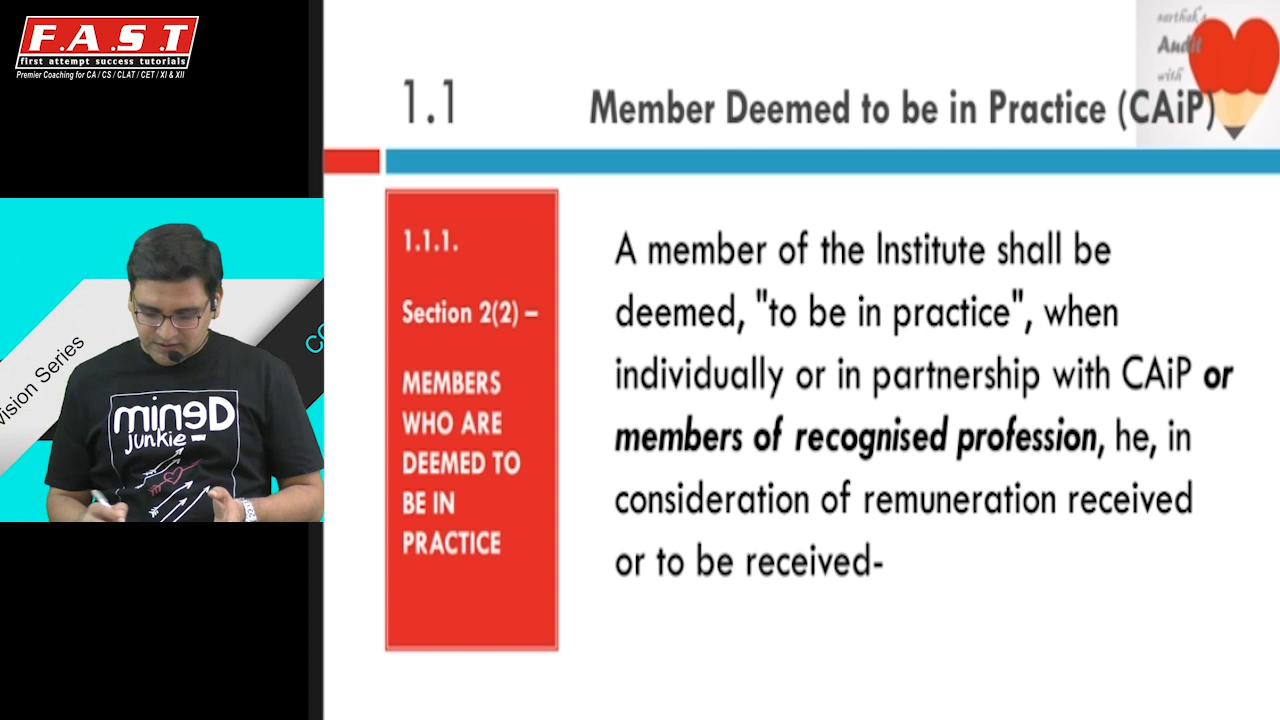 F.A.S.T
first attempt success tutorials
Premier Coaching for CA / CS / CLAT / CET / XI & XII
sarthak's
Audit
with
1.1
Member Deemed to be in Practice (CAiP)
1.1.1.
Section 2(2) –
MEMBERS
WHO ARE
DEEMED TO
BE IN
PRACTICE
A member of the Institute shall be
deemed, "to be in practice", when
individually or in partnership with CAiP or
members of recognised profession, he, in
consideration of remuneration received
or to be received-
vision Series
mineD
junkie